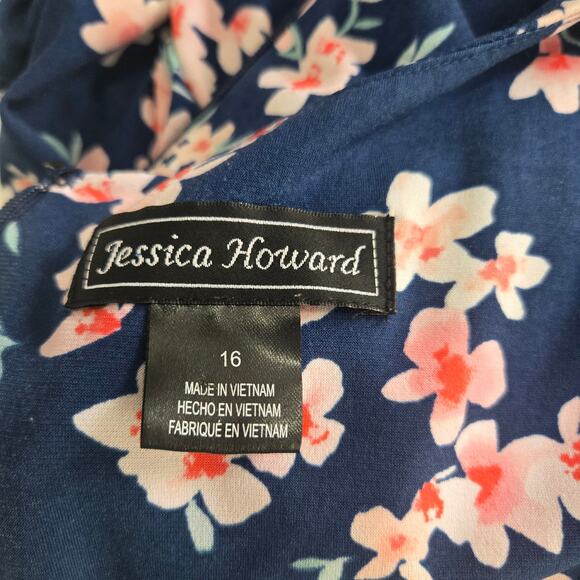 Jessica Howard
16
MADE IN VIETNAM
HECHO EN VIETNAM
FABRIQUÉ EN VIETNAM